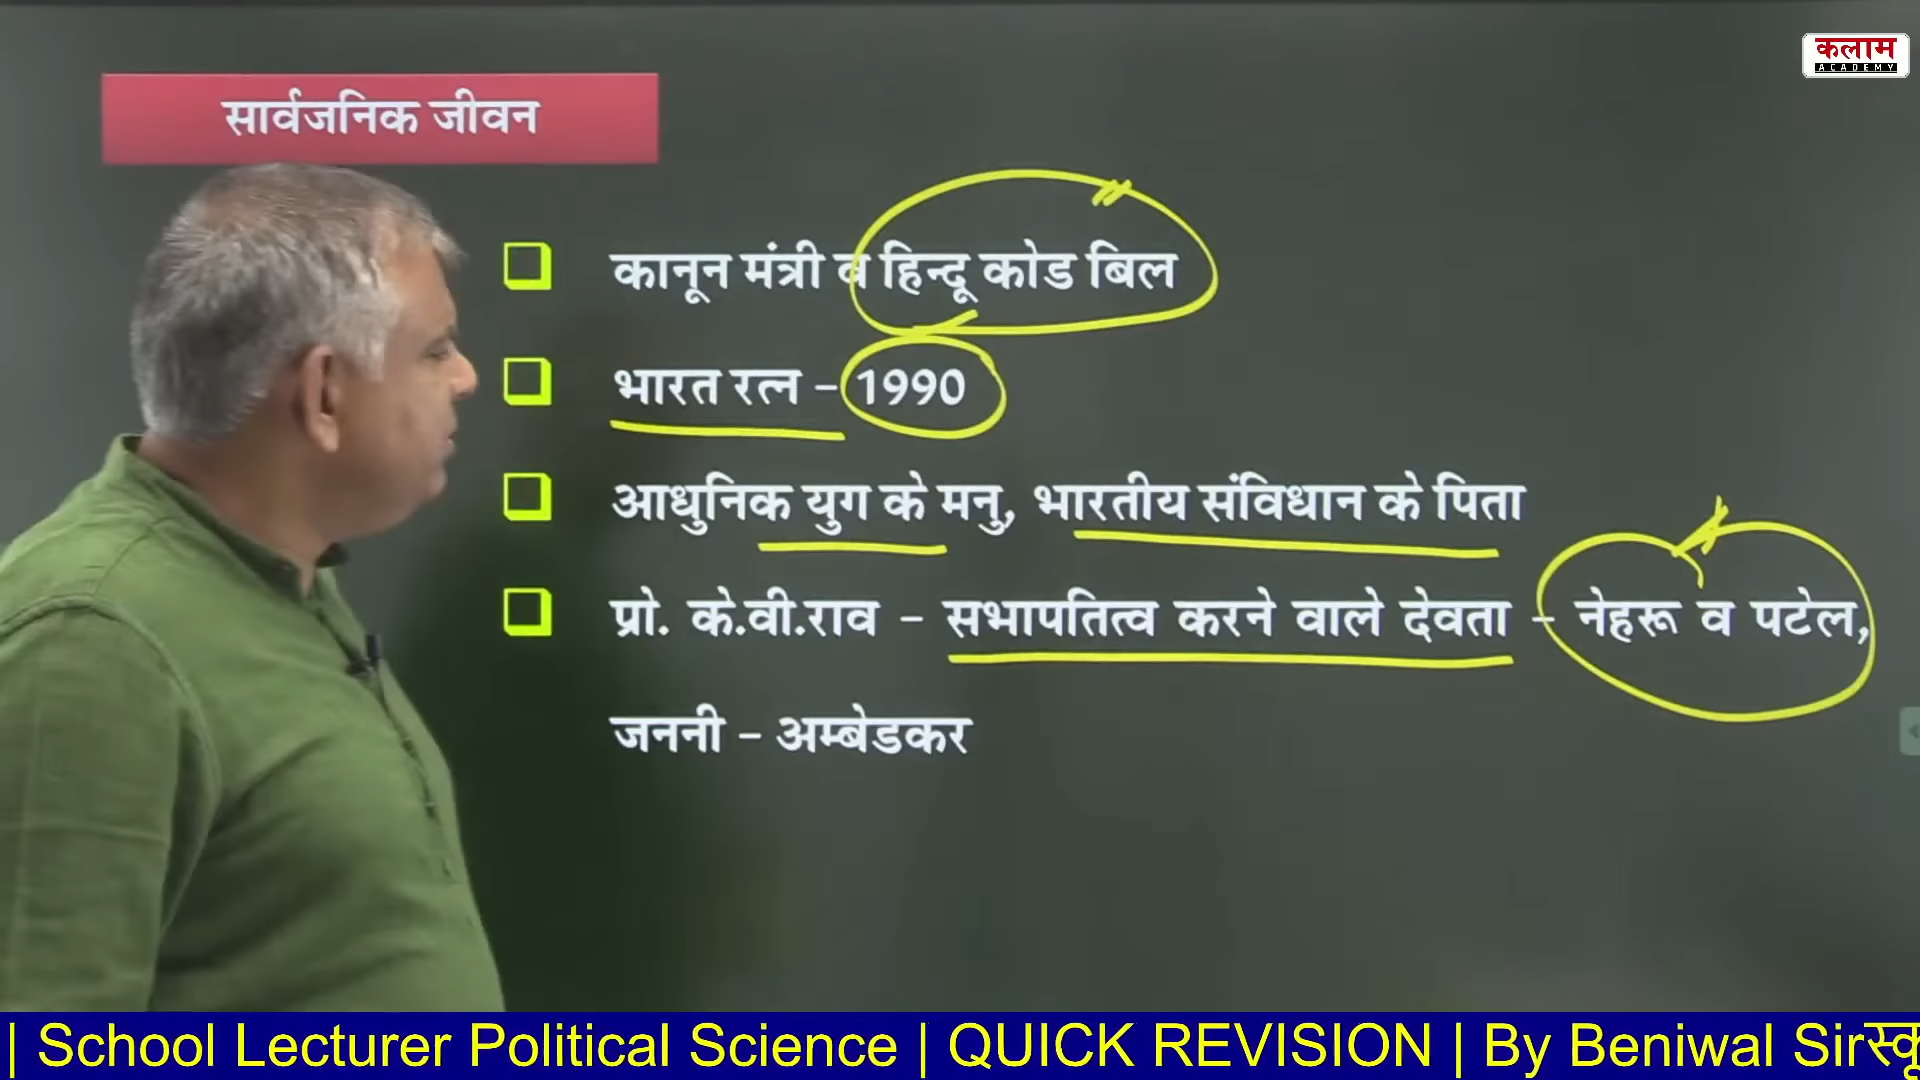 कलाम
ACADEMY
सार्वजनिक जीवन
कानून मंत्री व हिन्दू कोड बिल
भारत रत्न – 1990
आधुनिक युग के मनु, भारतीय संविधान के पिता
प्रो. के.वी.राव – सभापतित्व करने वाले देवता – नेहरू व पटेल,
जननी – अम्बेडकर
| School Lecturer Political Science | QUICK REVISION | By Beniwal Sirस्कू